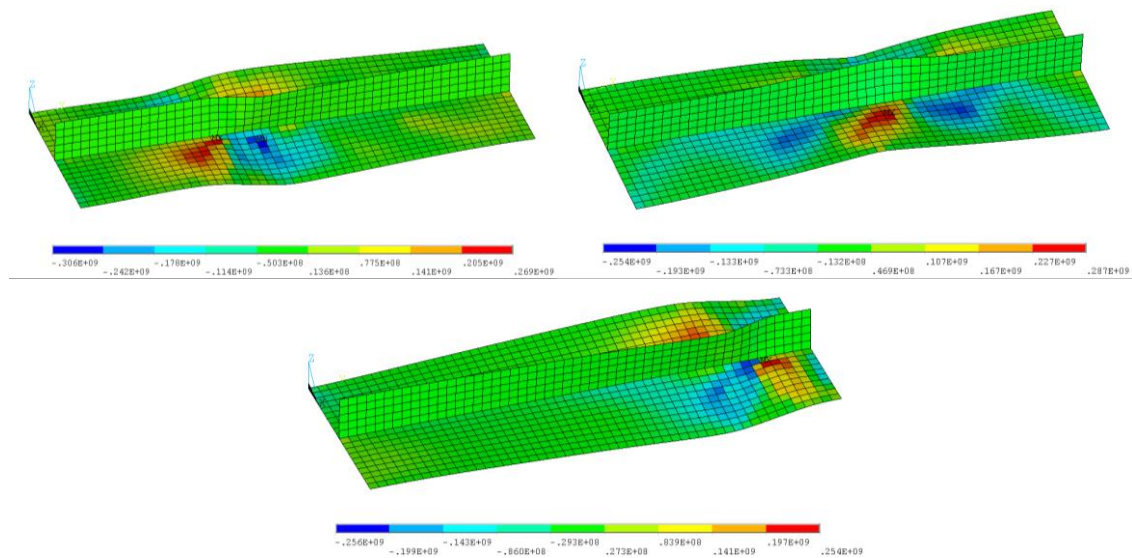 Z
-.306E+09 -.178E+09 -.503E+08 .775E+08 .205E+09
-.242E+09 -.114E+09 .136E+08 .141E+09 .269E+09
Z
-.254E+09 -.133E+09 -.132E+08 .107E+09 .227E+09
-.193E+09 -.733E+08 .469E+08 .167E+09 .287E+09
Z
-.256E+09 -.143E+09 -.293E+08 .839E+08 .197E+09
-.199E+09 -.860E+08 .273E+08 .141E+09 .254E+09